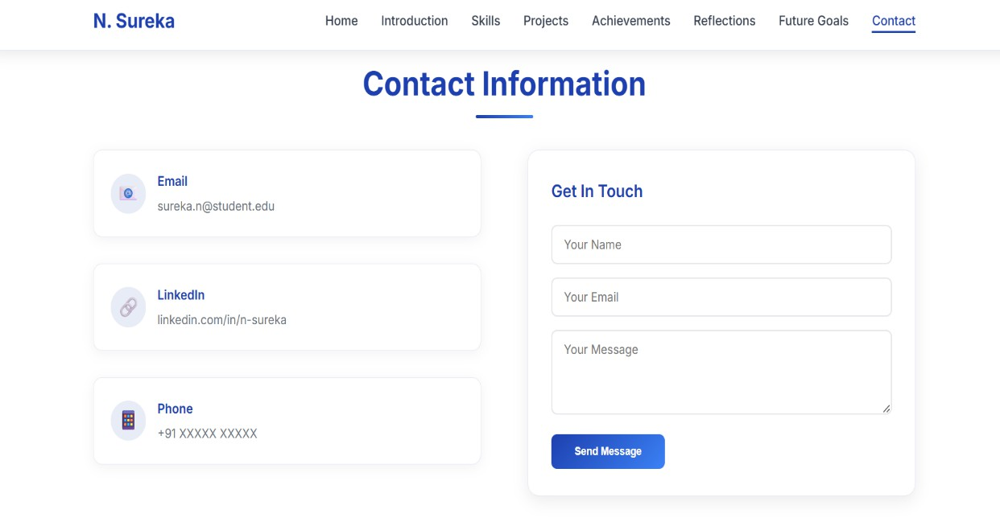 N. Sureka
Home Introduction Skills Projects Achievements Reflections Future Goals Contact
Contact Information
Email
sureka.n@student.edu
LinkedIn
linkedin.com/in/n-sureka
Phone
+91 XXXXX XXXXX
Get In Touch
Your Name
Your Email
Your Message
Send Message